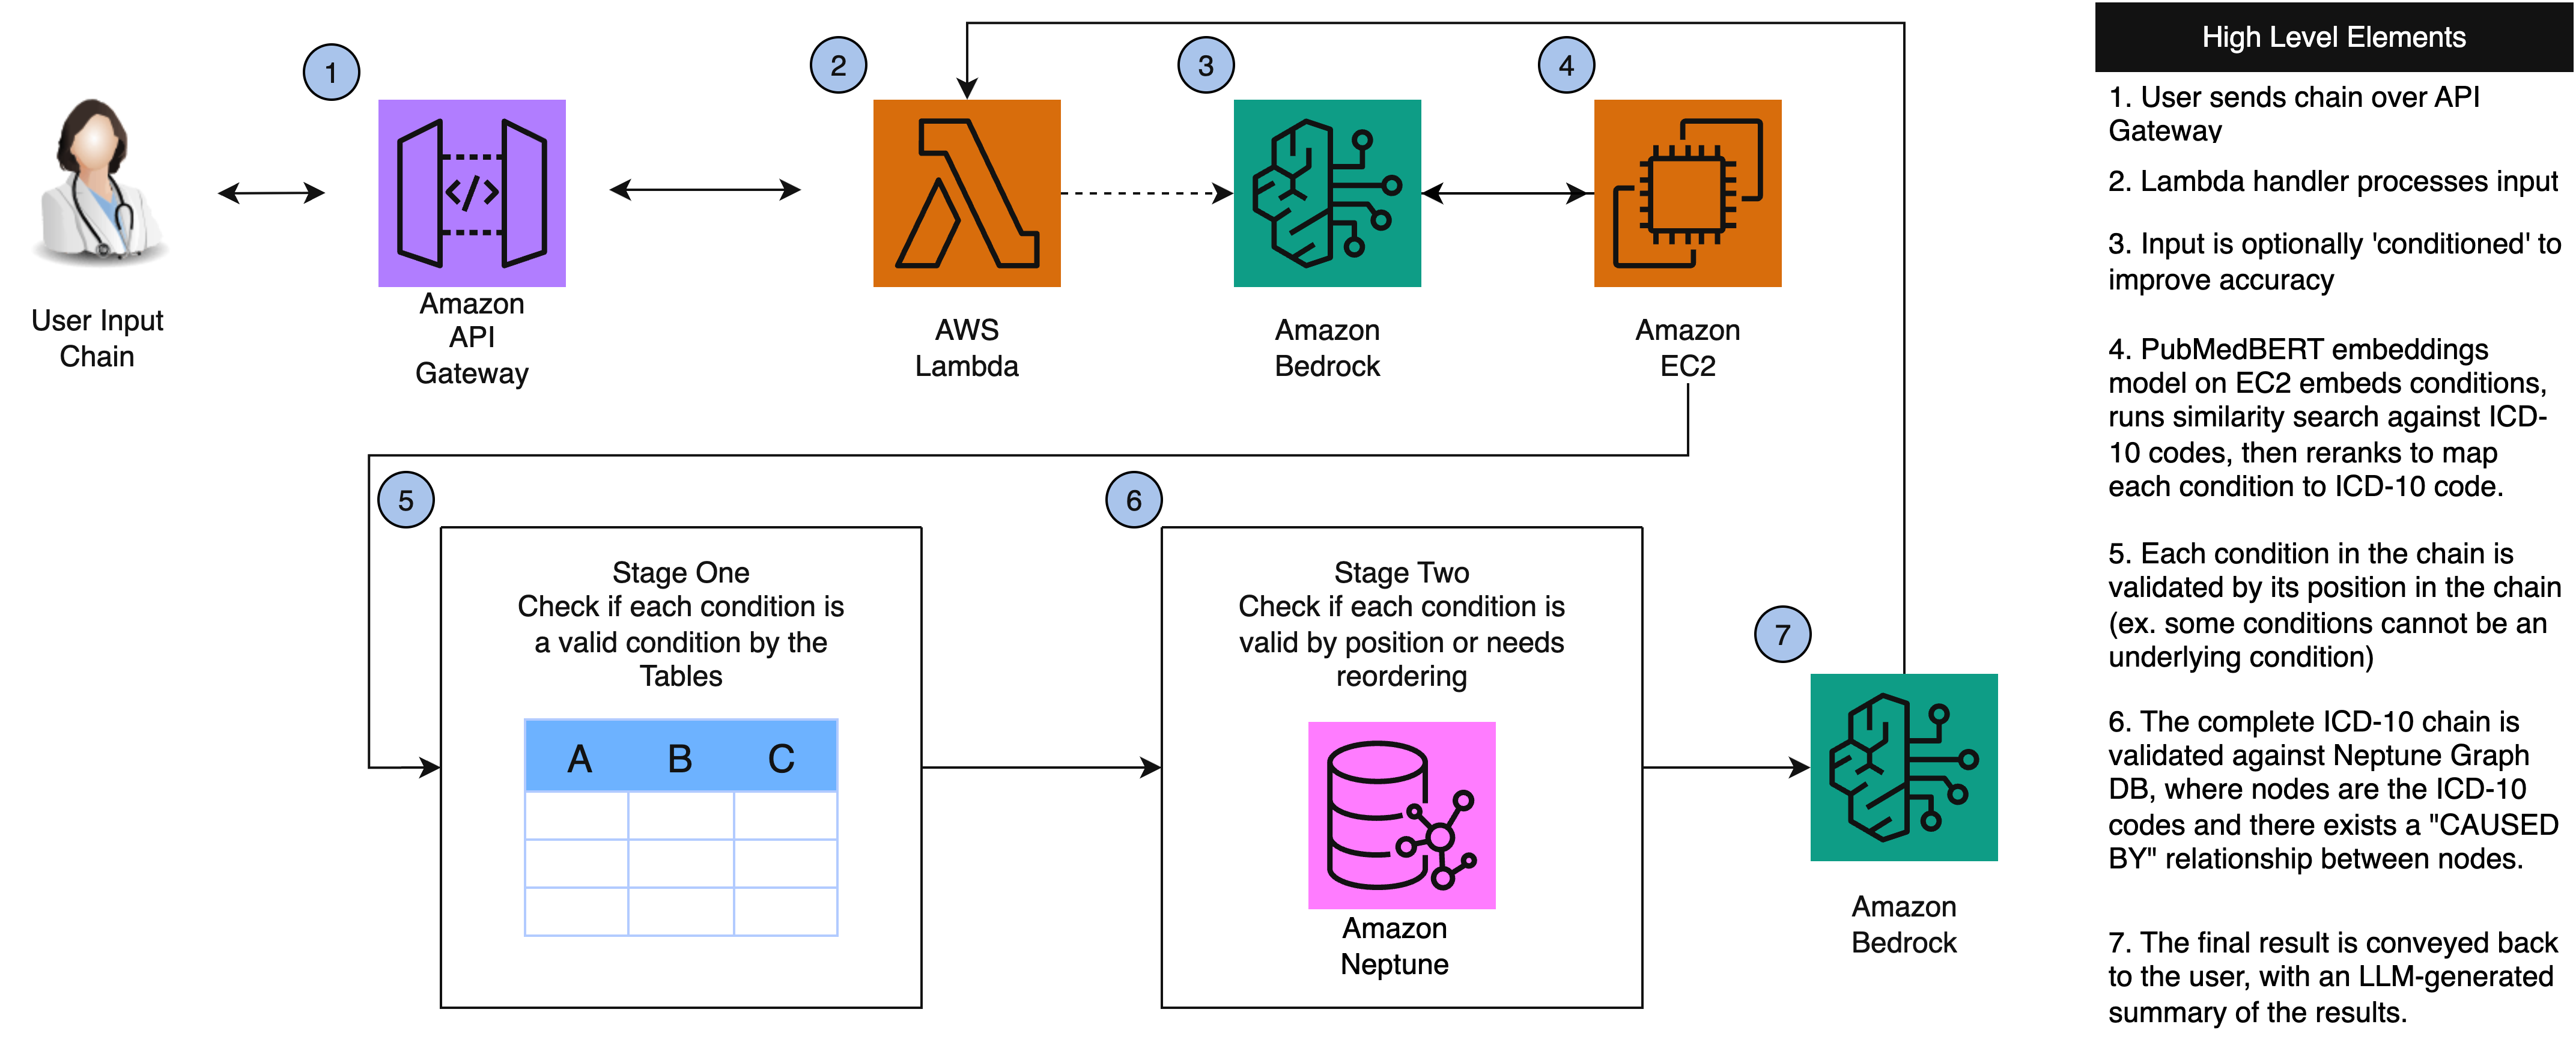 1
2
3
4
High Level Elements
User Input
Chain
Amazon
API
Gateway
AWS
Lambda
Amazon
Bedrock
Amazon
EC2
5
Stage One
Check if each condition is
a valid condition by the
Tables
A B C
6
Stage Two
Check if each condition is
valid by position or needs
reordering
Amazon
Neptune
7
Amazon
Bedrock
1. User sends chain over API
Gateway
2. Lambda handler processes input
3. Input is optionally 'conditioned' to
improve accuracy
4. PubMedBERT embeddings
model on EC2 embeds conditions,
runs similarity search against ICD-
10 codes, then reranks to map
each condition to ICD-10 code.
5. Each condition in the chain is
validated by its position in the chain
(ex. some conditions cannot be an
underlying condition)
6. The complete ICD-10 chain is
validated against Neptune Graph
DB, where nodes are the ICD-10
codes and there exists a "CAUSED
BY" relationship between nodes.
7. The final result is conveyed back
to the user, with an LLM-generated
summary of the results.